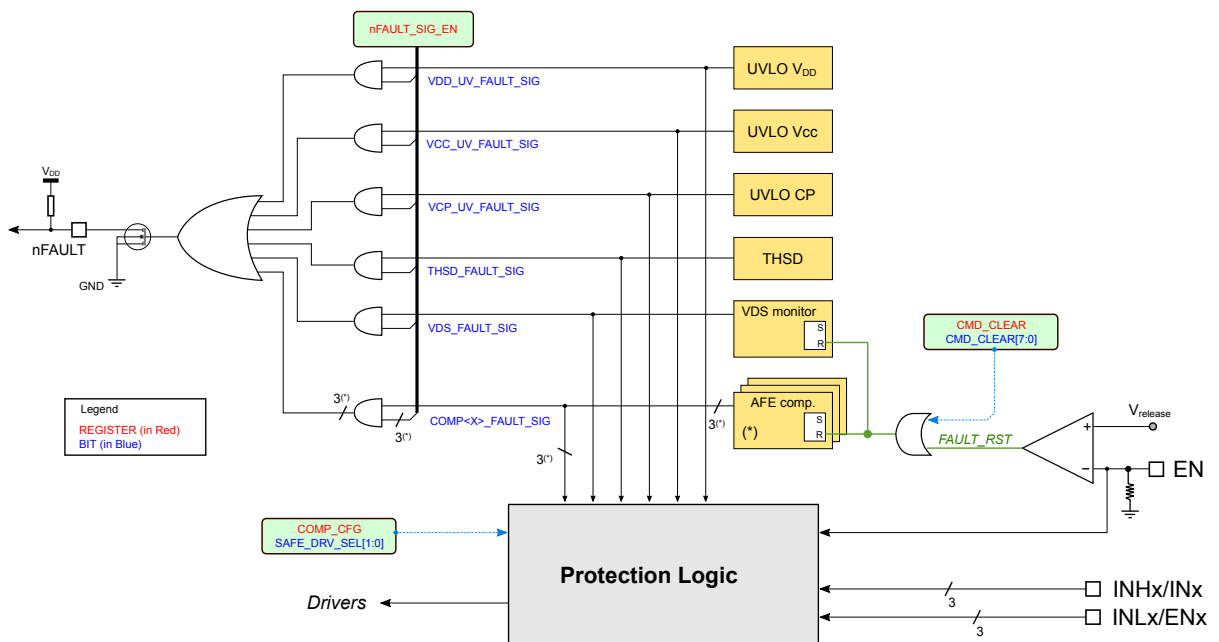 nFAULT_SIG_EN
UVLO VDD
VDD_UV_FAULT_SIG
UVLO Vcc
VCC_UV_FAULT_SIG
VDD
UVLO CP
VCP_UV_FAULT_SIG
nFAULT
THSD
THSD_FAULT_SIG
GND
VDS monitor
S
R
VDS_FAULT_SIG
CMD_CLEAR
CMD_CLEAR[7:0]
AFE comp.
(*)
S
R
3(*)
3(*)
COMP<X>_FAULT_SIG
3(*)
3(*)
Legend
REGISTER (in Red)
BIT (in Blue)
Vrelease
+
FAULT_RST
–
EN
COMP_CFG
SAFE_DRV_SEL[1:0]
Protection Logic
Drivers
INHx/INx
3
INLx/ENx
3